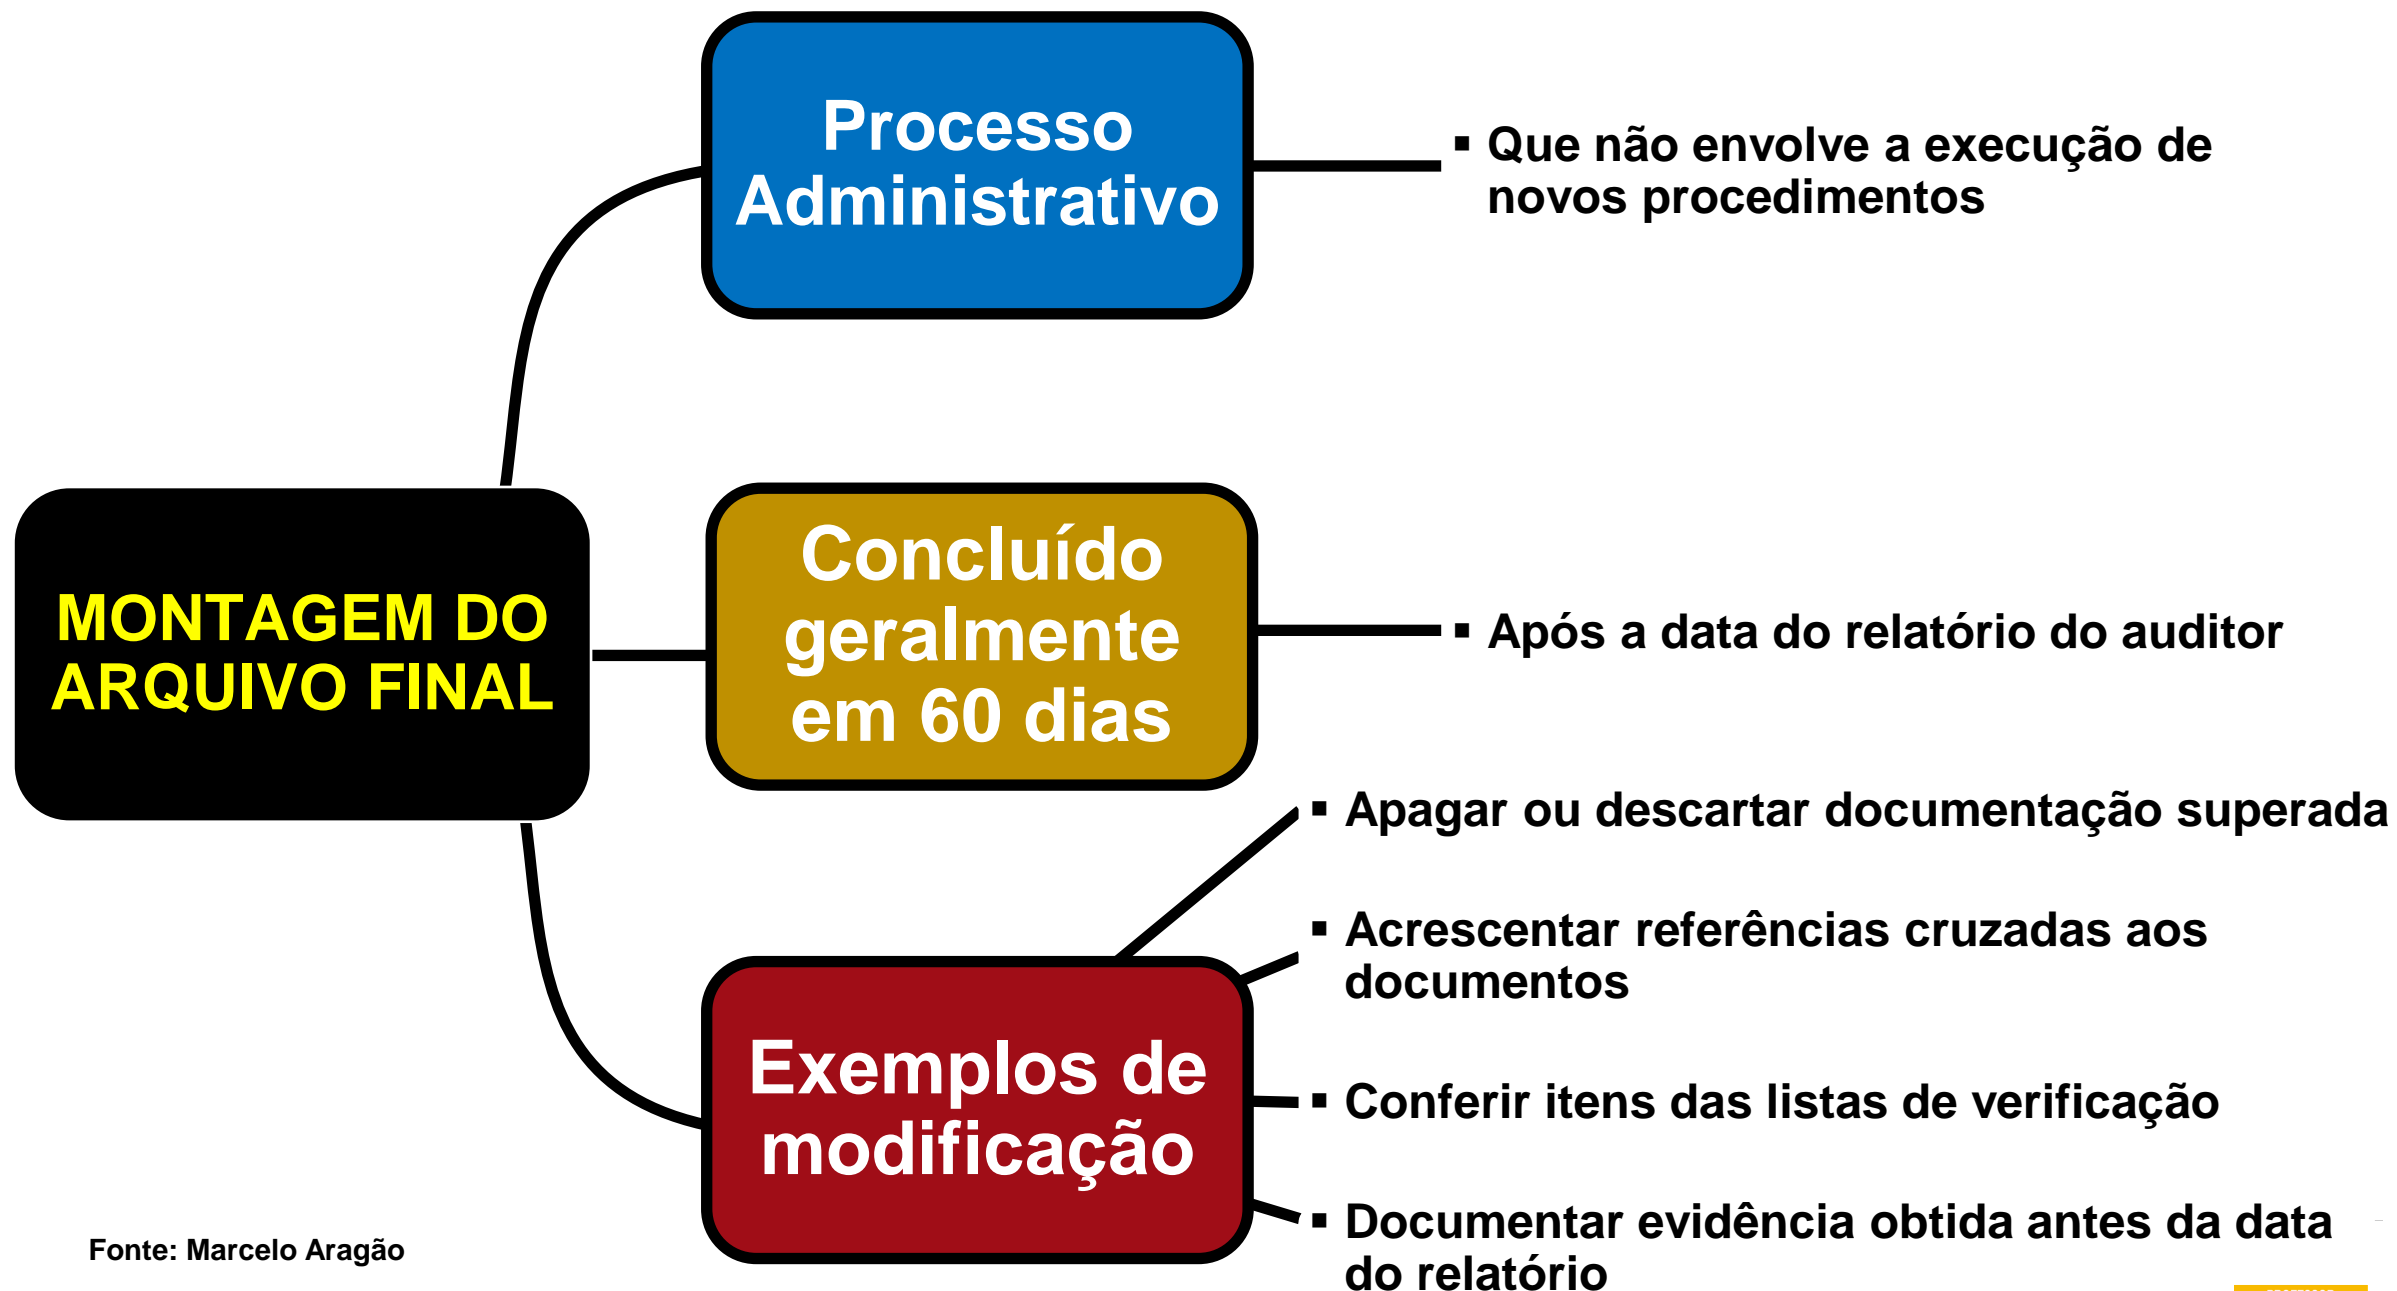 Processo
Administrativo
▪ Que não envolve a execução de
novos procedimentos
MONTAGEM DO
ARQUIVO FINAL
Concluído
geralmente
em 60 dias
▪ Após a data do relatório do auditor
Exemplos de
modificação
▪ Apagar ou descartar documentação superada
▪ Acrescentar referências cruzadas aos
documentos
▪ Conferir itens das listas de verificação
▪ Documentar evidência obtida antes da data
do relatório
Fonte: Marcelo Aragão